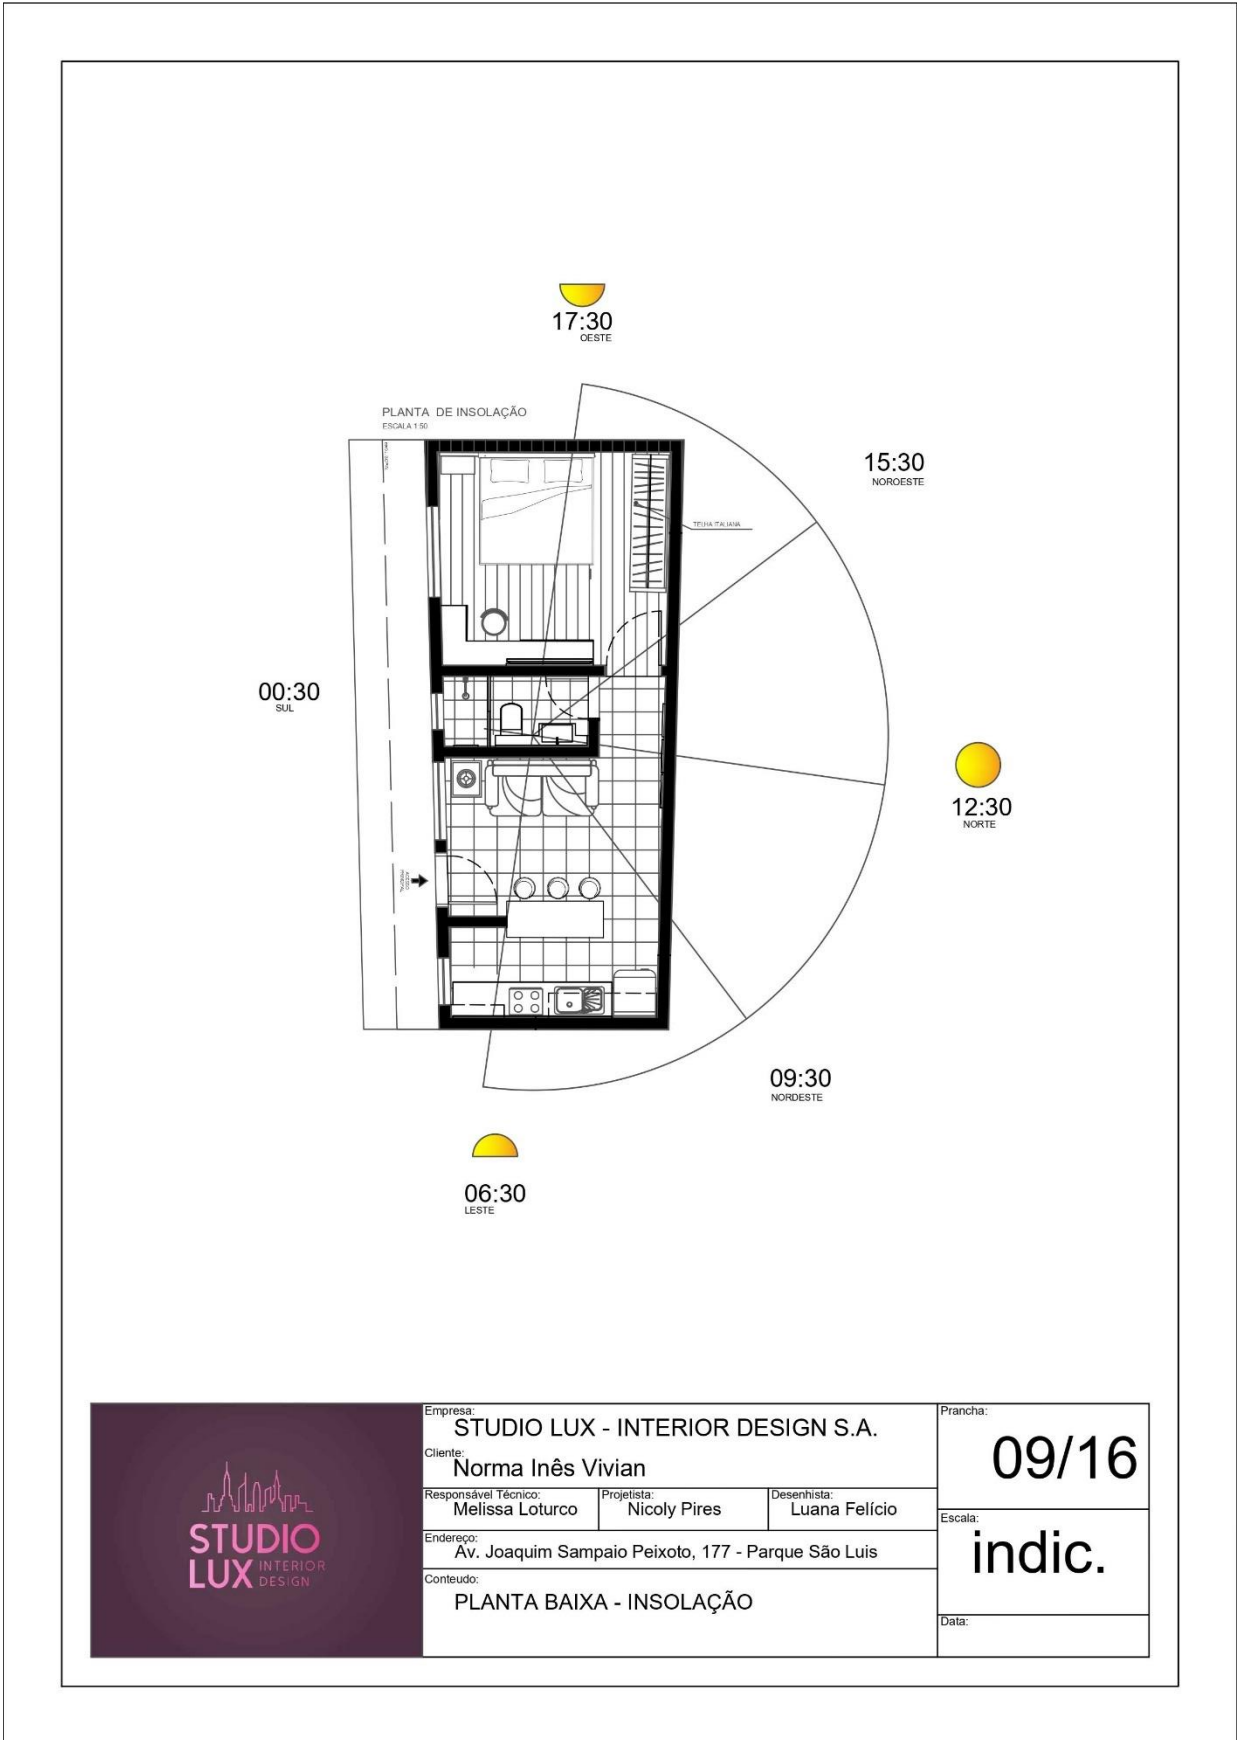 17:30
OESTE
PLANTA DE INSOLAÇÃO
ESCALA 1:50
15:30
NOROESTE
TELHA ITALIANA
00:30
SUL
12:30
NORTE
ACESSO
PRINCIPAL
09:30
NORDESTE
06:30
LESTE
STUDIO
LUX INTERIOR
DESIGN
Empresa:
STUDIO LUX - INTERIOR DESIGN S.A.
Cliente:
Norma Inês Vivian
Responsável Técnico:
Melissa Loturco
Projetista:
Nicoly Pires
Desenhista:
Luana Felício
Endereço:
Av. Joaquim Sampaio Peixoto, 177 - Parque São Luis
Conteudo:
PLANTA BAIXA - INSOLAÇÃO
Prancha:
09/16
Escala:
indic.
Data: